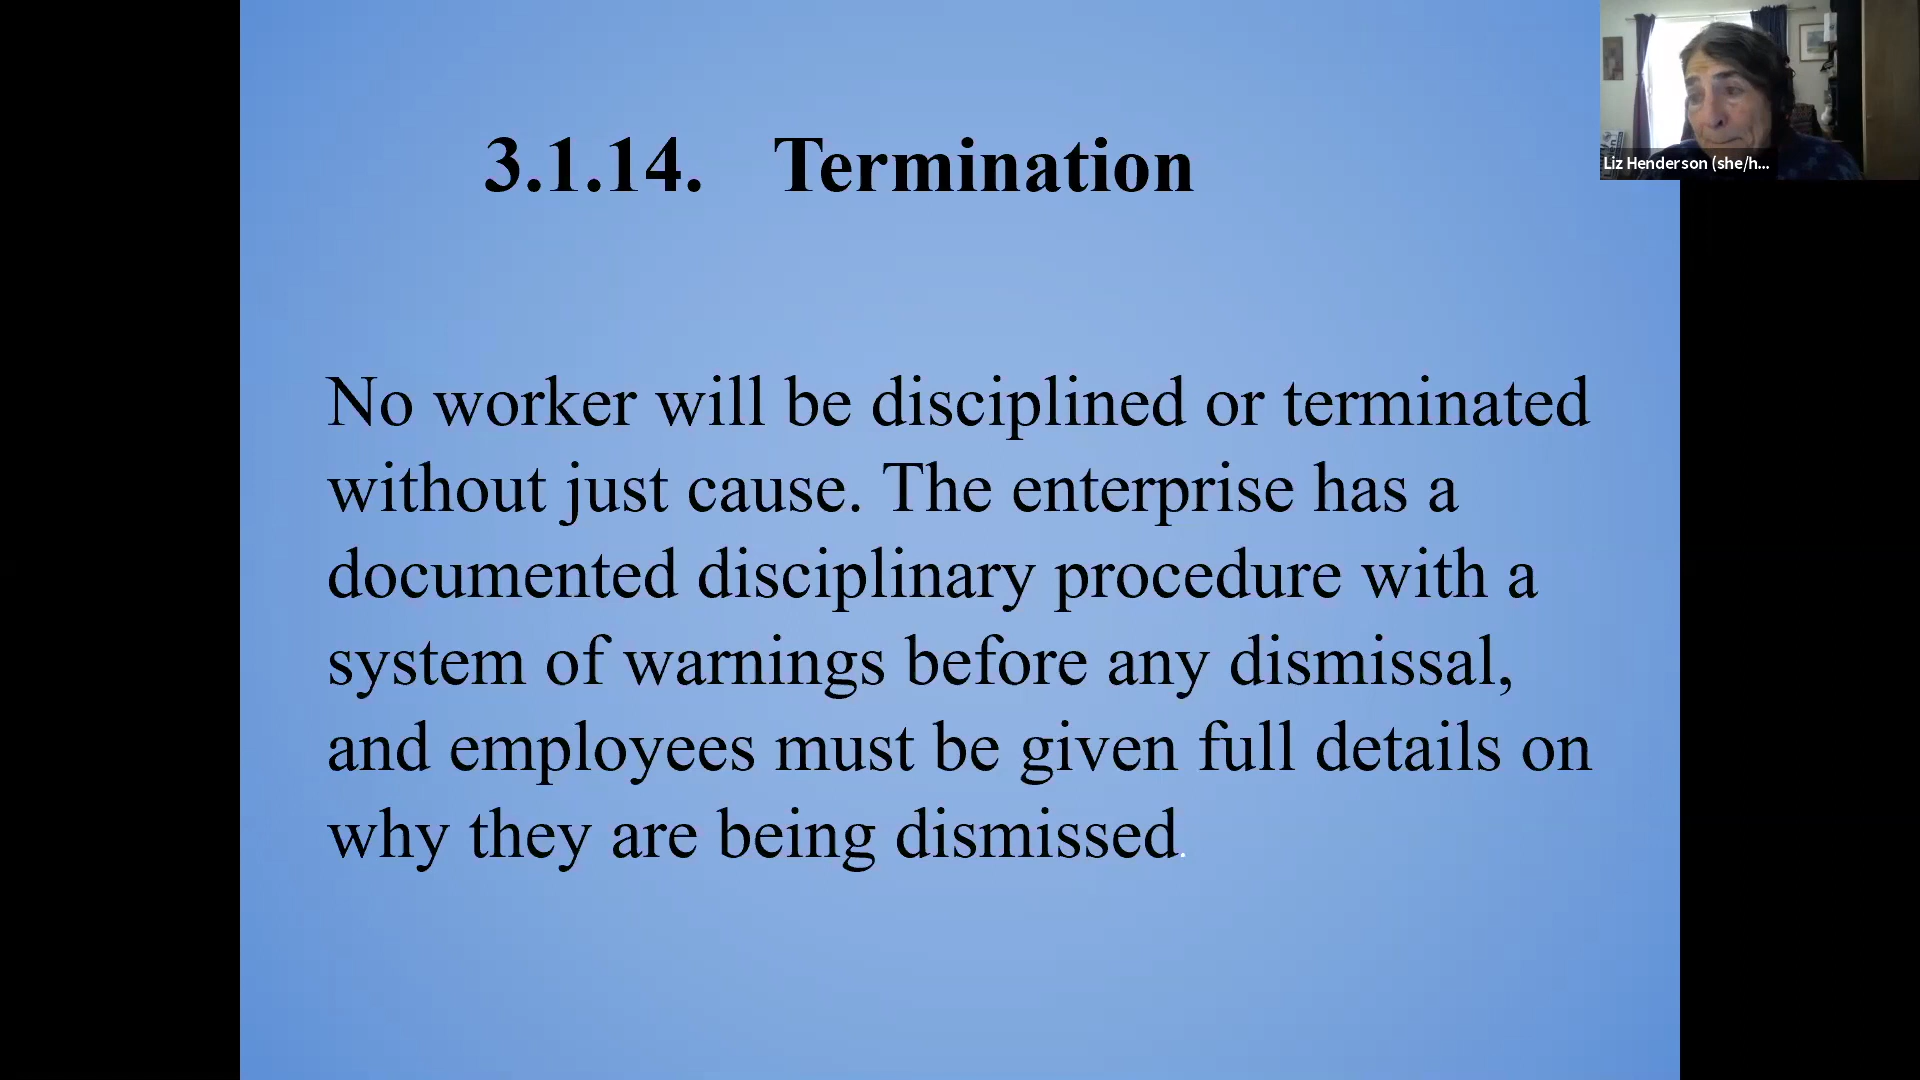 3.1.14. Termination
Liz Henderson (she/h...
No worker will be disciplined or terminated
without just cause. The enterprise has a
documented disciplinary procedure with a
system of warnings before any dismissal,
and employees must be given full details on
why they are being dismissed.